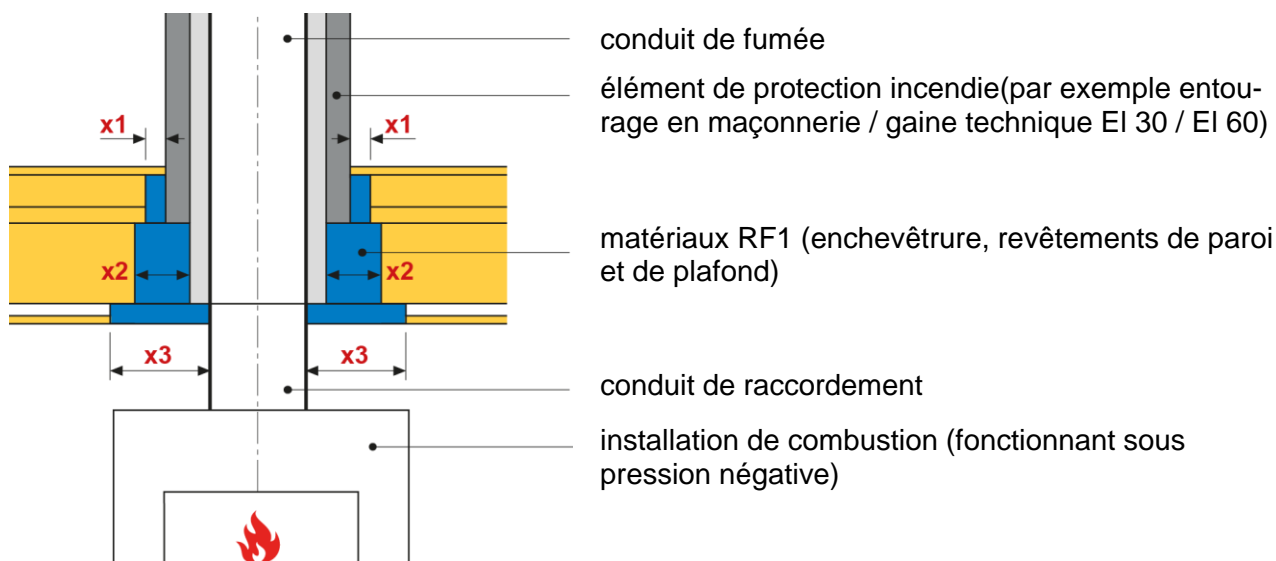 conduit de fumée
élément de protection incendie(par exemple entou-
rage en maçonnerie / gaine technique EI 30 / EI 60)
x1 x1
matériaux RF1 (enchevêtrure, revêtements de paroi
et de plafond)
x2 x2
x3 x3
conduit de raccordement
installation de combustion (fonctionnant sous
pression négative)